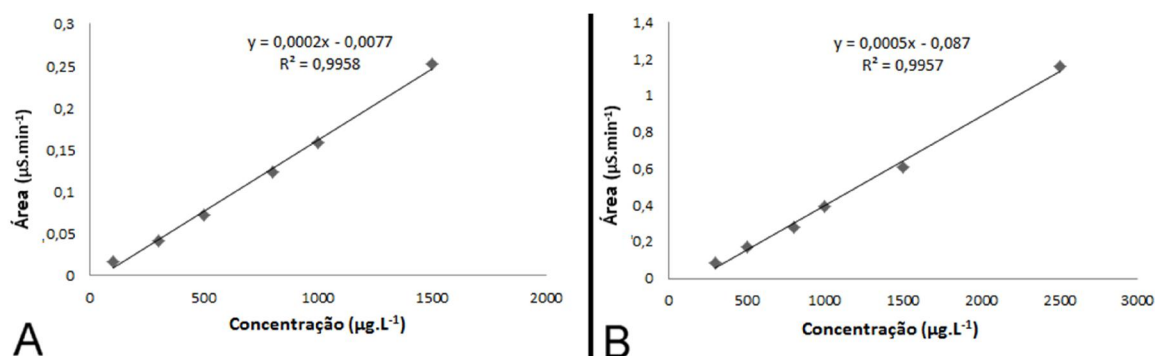 0,3
0,25
0,2
0,15
0,1
0,05
0
y = 0,0002x - 0,0077
R² = 0,9958
Área (µS.min⁻¹)
0 500 1000 1500 2000
Concentração (µg.L⁻¹)
A
1,4
1,2
1
0,8
0,6
0,4
0,2
0
y = 0,0005x - 0,087
R² = 0,9957
Área (µS.min⁻¹)
0 500 1000 1500 2000 2500 3000
Concentração (µg.L⁻¹)
B